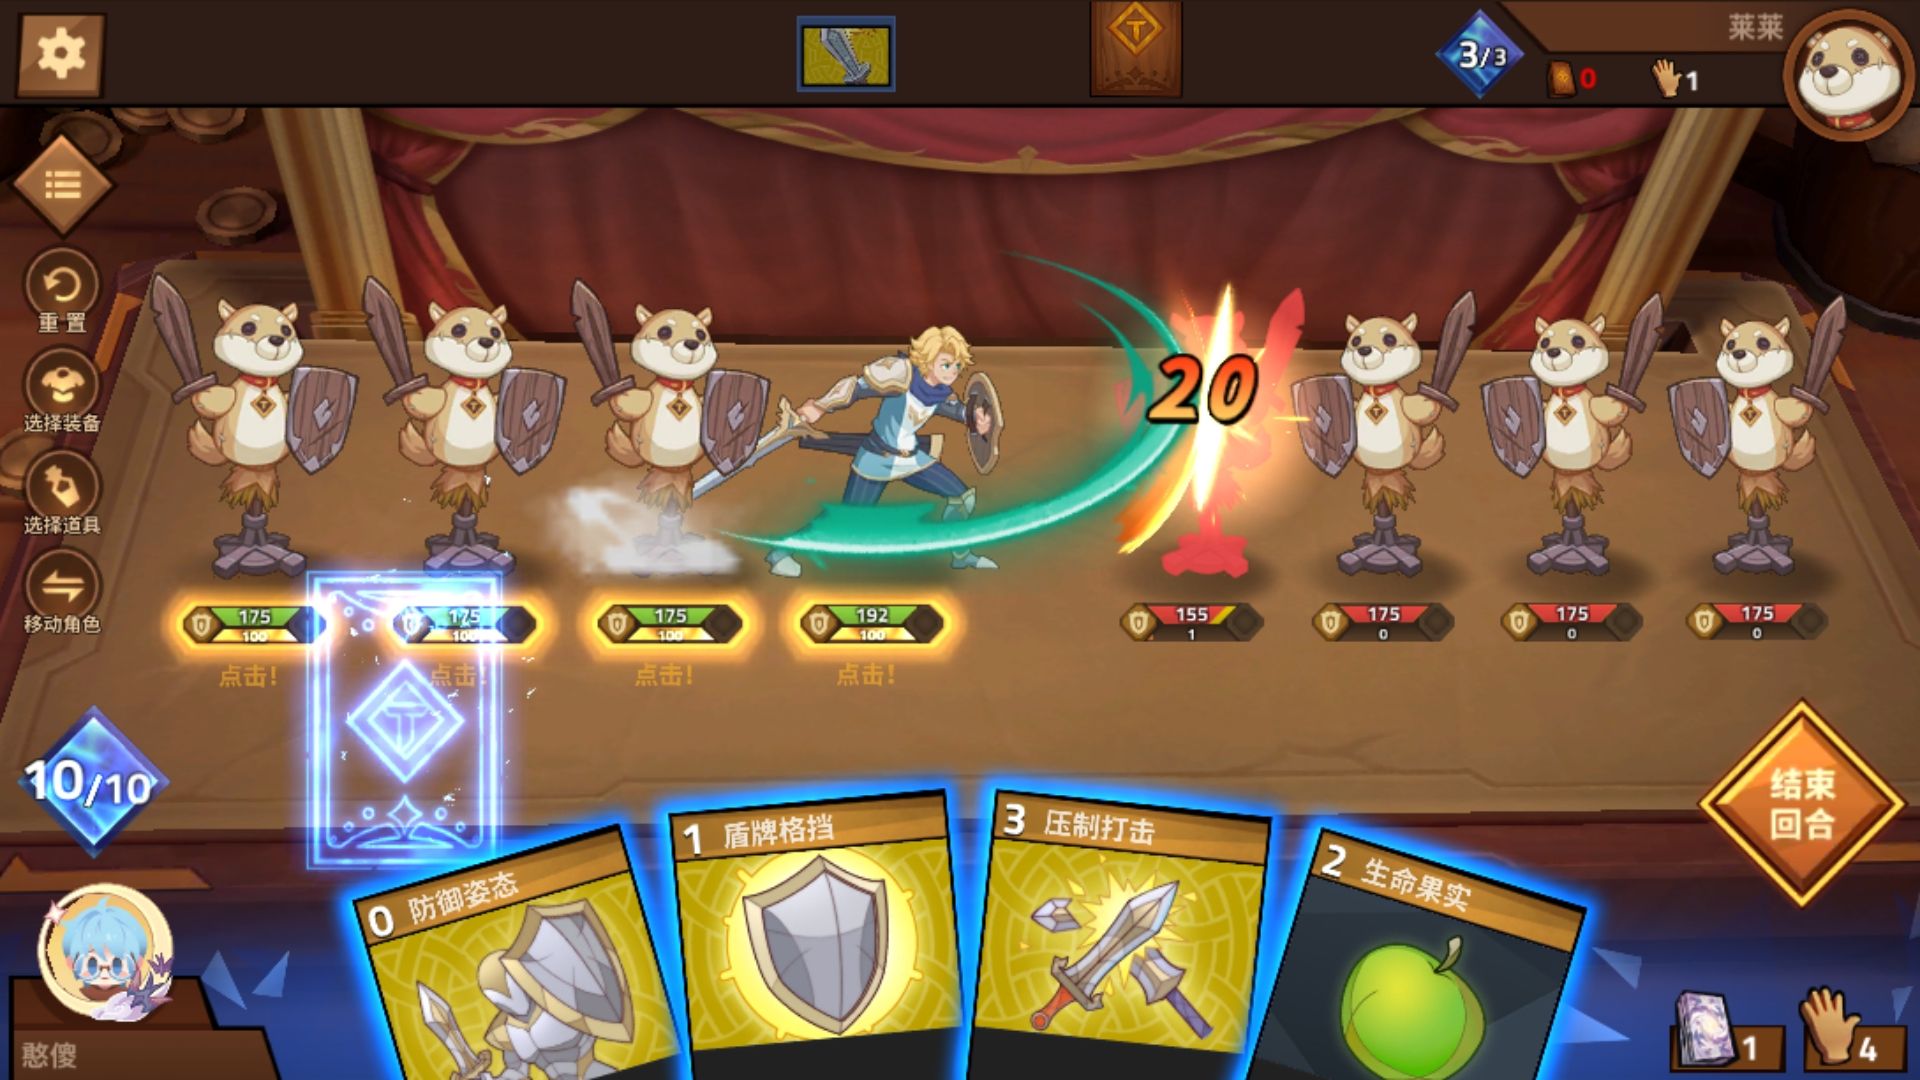 3/3
莱莱
0
1
重置
选择装备
选择道具
移动角色
20
175
100
175
100
175
100
192
100
155
1
175
0
175
0
175
0
点击!
点击!
点击!
点击!
10/10
结束
回合
0 防御姿态
1 盾牌格挡
3 压制打击
2 生命果实
憨傻
1
4